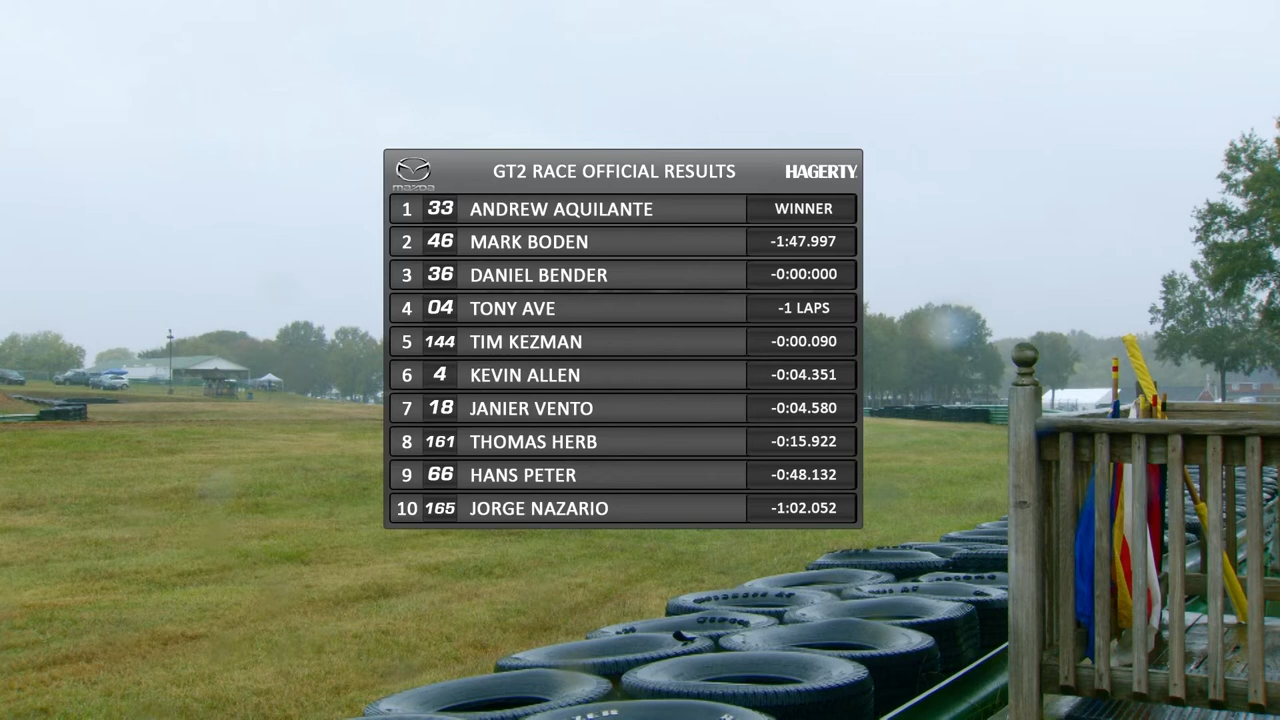 mazda
GT2 RACE OFFICIAL RESULTS
HAGERTY
1 33 ANDREW AQUILANTE WINNER
2 46 MARK BODEN -1:47.997
3 36 DANIEL BENDER -0:00:000
4 04 TONY AVE -1 LAPS
5 144 TIM KEZMAN -0:00.090
6 4 KEVIN ALLEN -0:04.351
7 18 JANIER VENTO -0:04.580
8 161 THOMAS HERB -0:15.922
9 66 HANS PETER -0:48.132
10 165 JORGE NAZARIO -1:02.052